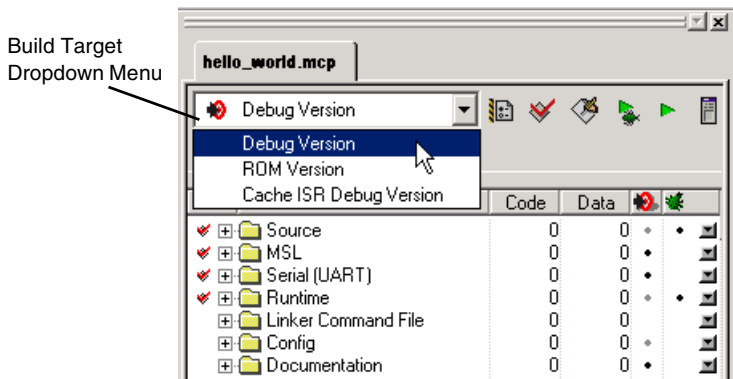 Build Target
Dropdown Menu
hello_world.mcp
Debug Version
Debug Version
ROM Version
Cache ISR Debug Version
Code Data
Source 0 0
MSL 0 0
Serial (UART) 0 0
Runtime 0 0
Linker Command File 0 0
Config 0 0
Documentation 0 0